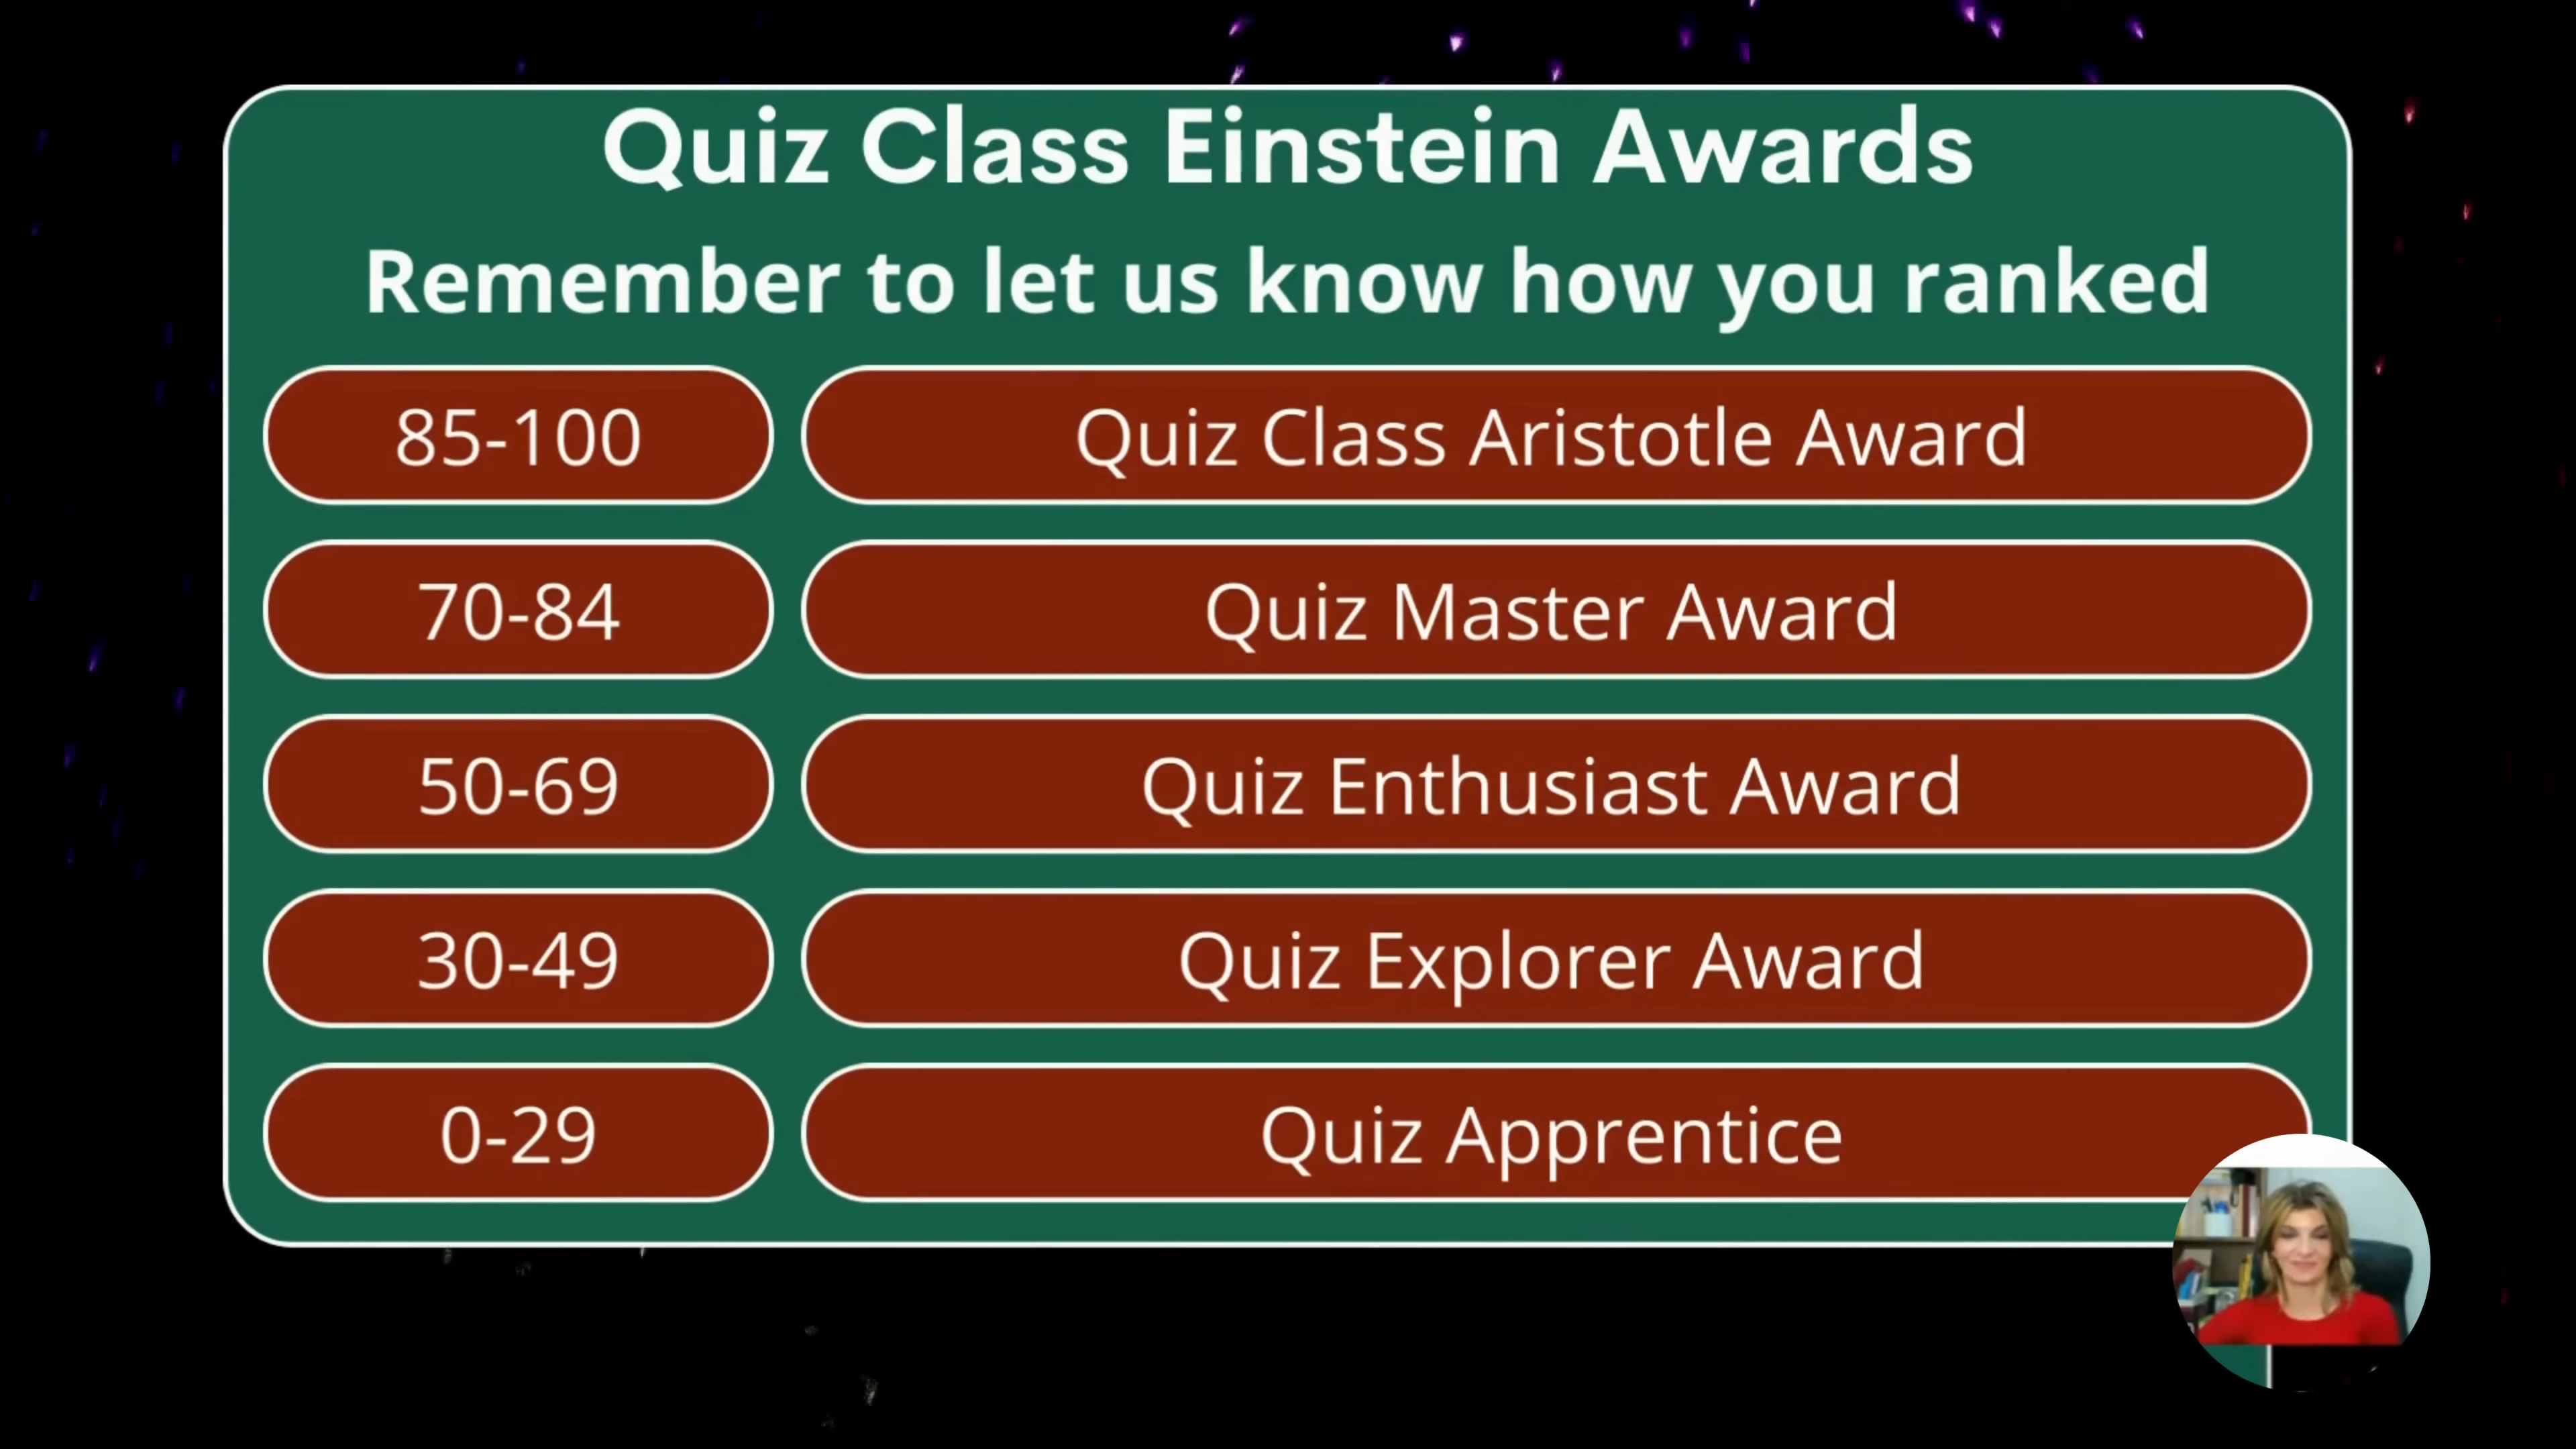 Quiz Class Einstein Awards
Remember to let us know how you ranked
85-100 Quiz Class Aristotle Award
70-84 Quiz Master Award
50-69 Quiz Enthusiast Award
30-49 Quiz Explorer Award
0-29 Quiz Apprentice